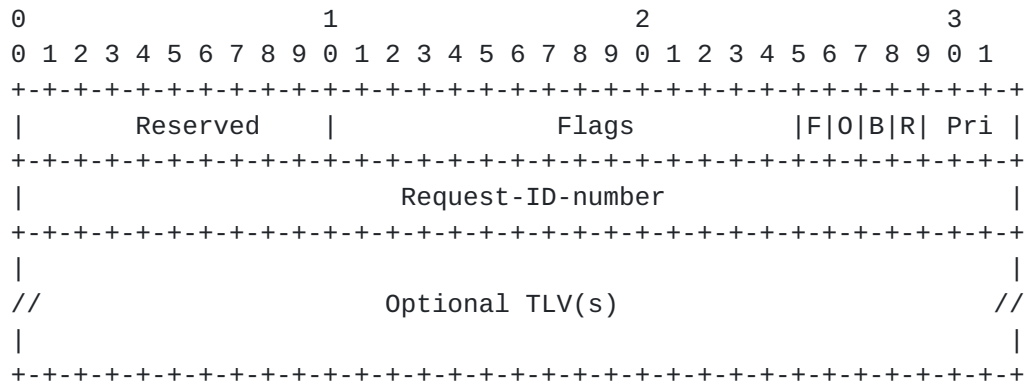 0                   1                   2                   3
0 1 2 3 4 5 6 7 8 9 0 1 2 3 4 5 6 7 8 9 0 1 2 3 4 5 6 7 8 9 0 1
+-+-+-+-+-+-+-+-+-+-+-+-+-+-+-+-+-+-+-+-+-+-+-+-+-+-+-+-+-+-+-+-+
|       Reserved    |              Flags          |F|O|B|R| Pri |
+-+-+-+-+-+-+-+-+-+-+-+-+-+-+-+-+-+-+-+-+-+-+-+-+-+-+-+-+-+-+-+-+
|                        Request-ID-number                      |
+-+-+-+-+-+-+-+-+-+-+-+-+-+-+-+-+-+-+-+-+-+-+-+-+-+-+-+-+-+-+-+-+
|                                                               |
//                      Optional TLV(s)                        //
|                                                               |
+-+-+-+-+-+-+-+-+-+-+-+-+-+-+-+-+-+-+-+-+-+-+-+-+-+-+-+-+-+-+-+-+